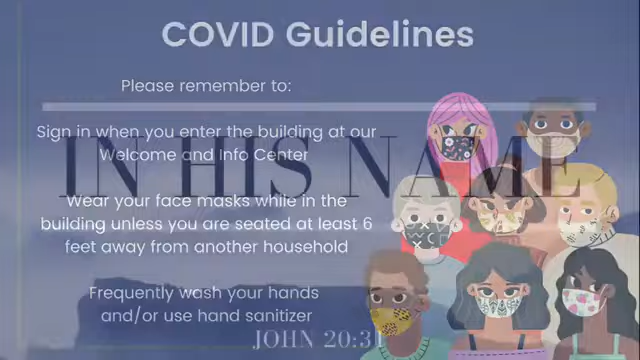 COVID Guidelines
Please remember to:
Sign in when you enter the building at our
Welcome and Info Center
IN HIS NAME
Wear your face masks while in the
building unless you are seated at least 6
feet away from another household
Frequently wash your hands
and/or use hand sanitizer
JOHN 20:31